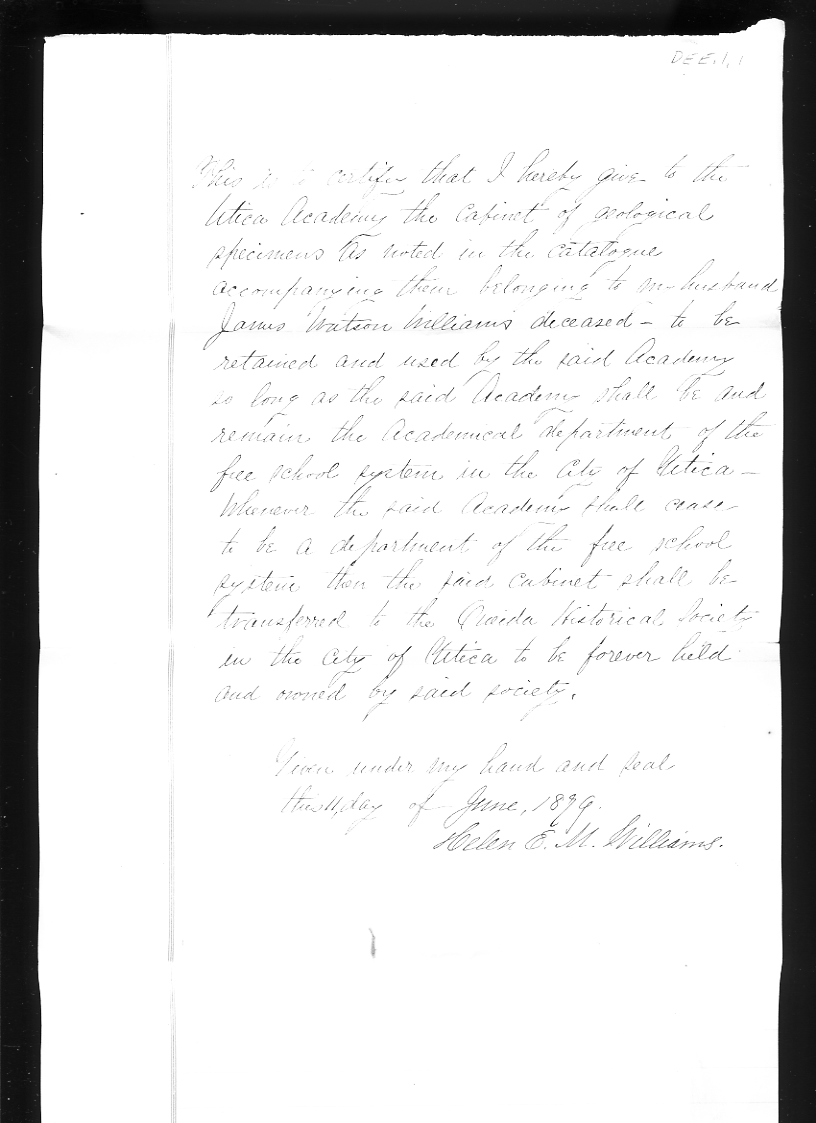 DEE.1.1
This is to certify that I hereby give to the
Utica Academy the Cabinet of geological
specimens as noted in the catalogue
accompanying them belonging to my husband
James Watson Williams deceased – to be
retained and used by the said Academy
so long as the said Academy shall be and
remain the Academical department of the
free school system in the city of Utica –
Whenever the said Academy shall cease
to be a department of the free school
system then the said cabinet shall be
transferred to the Oneida Historical Society
in the city of Utica to be forever held
and owned by said society.
Given under my hand and seal
this 11 day of June, 1879.
Helen E. M. Williams.